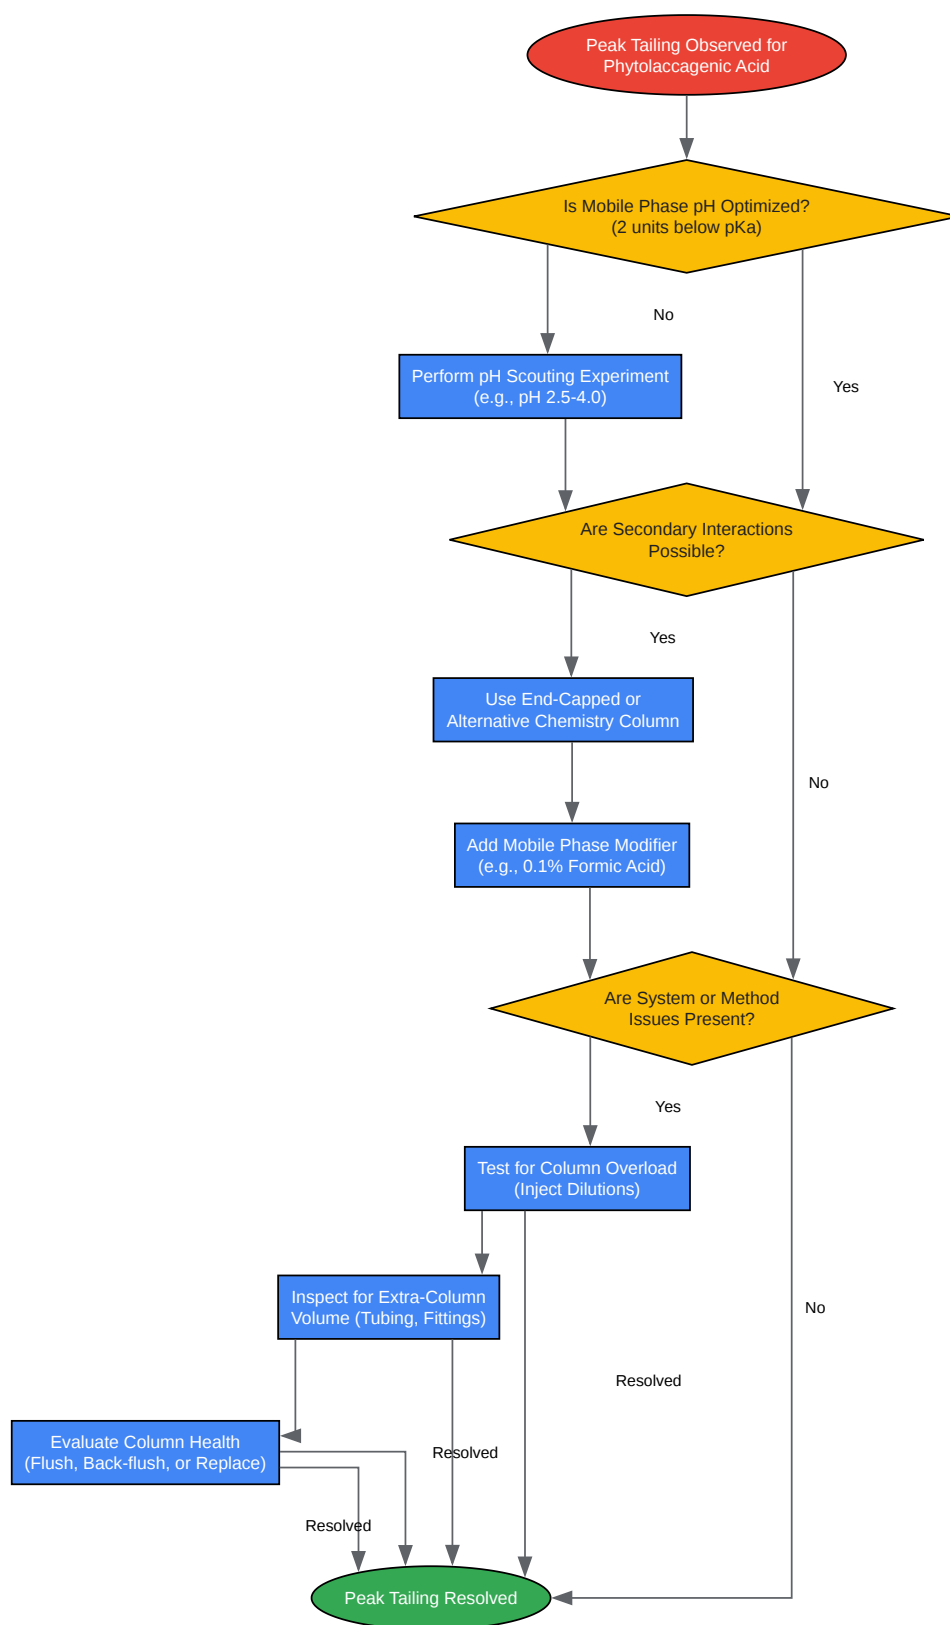 Peak Tailing Observed for
Phytolaccagenic Acid
Is Mobile Phase pH Optimized?
(2 units below pKa)
No
Perform pH Scouting Experiment
(e.g., pH 2.5-4.0)
Yes
Are Secondary Interactions
Possible?
Yes
Use End-Capped or
Alternative Chemistry Column
No
Add Mobile Phase Modifier
(e.g., 0.1% Formic Acid)
Are System or Method
Issues Present?
Yes
Test for Column Overload
(Inject Dilutions)
Inspect for Extra-Column
Volume (Tubing, Fittings)
No
Resolved
Evaluate Column Health
(Flush, Back-flush, or Replace)
Resolved
Resolved
Peak Tailing Resolved